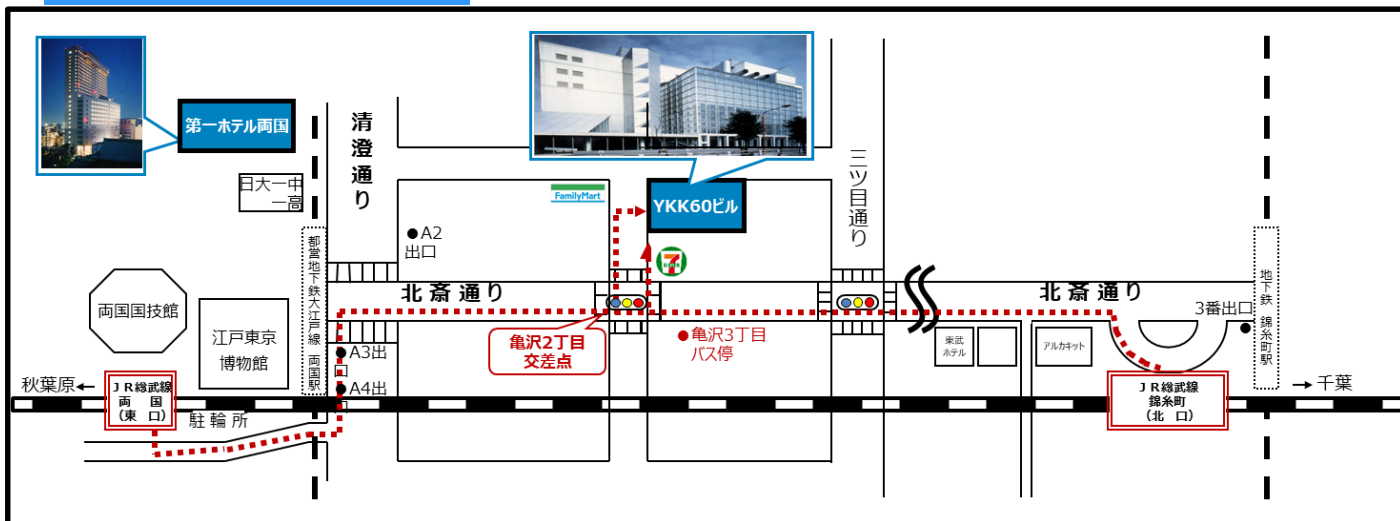 第一ホテル両国
清澄通り
三ツ目通り
日大一中
一高
FamilyMart
YKK60ビル
●A2
出口
7
都営地下鉄大江戸線 両国駅
両国国技館
江戸東京
博物館
北斎通り
北斎通り
地下鉄 錦糸町駅
3番出口
亀沢2丁目
交差点
●亀沢3丁目
バス停
東武
ホテル
アルカキット
●A3出
●A4出
秋葉原←
JR総武線
両国
(東口)
駐輪所
JR総武線
錦糸町
(北口)
→千葉